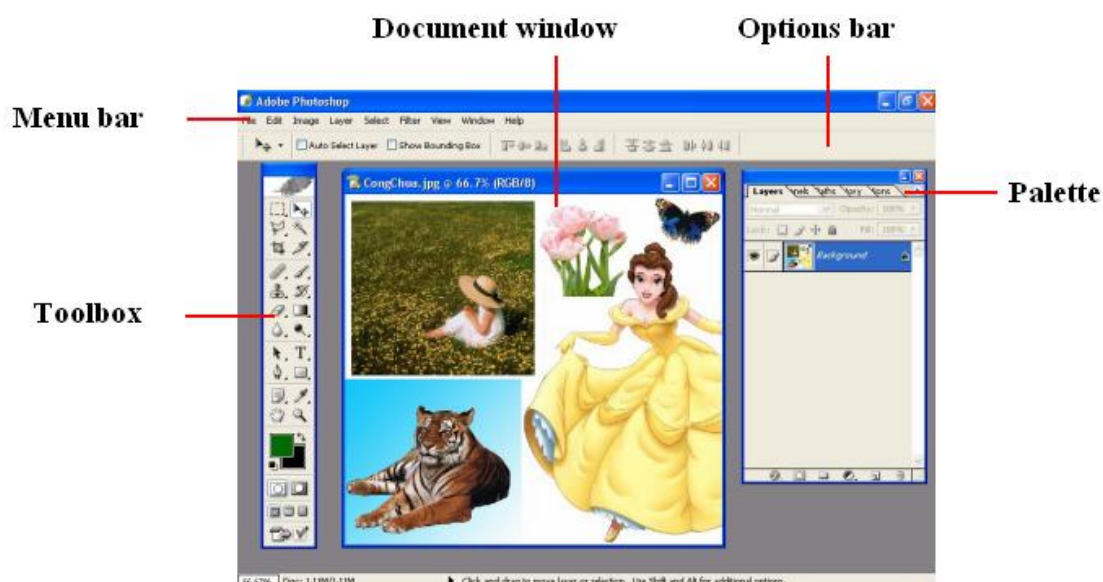 Document window Options bar
Adobe Photoshop
Menu bar
File Edit Image Layer Select Filter View Window Help
Auto Select Layer Show Bounding Box
CongChua.jpg @ 66.7% (RGB/8)
Layers
Palette
Normal Opacity: 100%
Lock: Fill: 100%
Background
Toolbox
T
66.67% Doc:
Click and drag to move layer or selection. Use Shift and Alt for additional options.